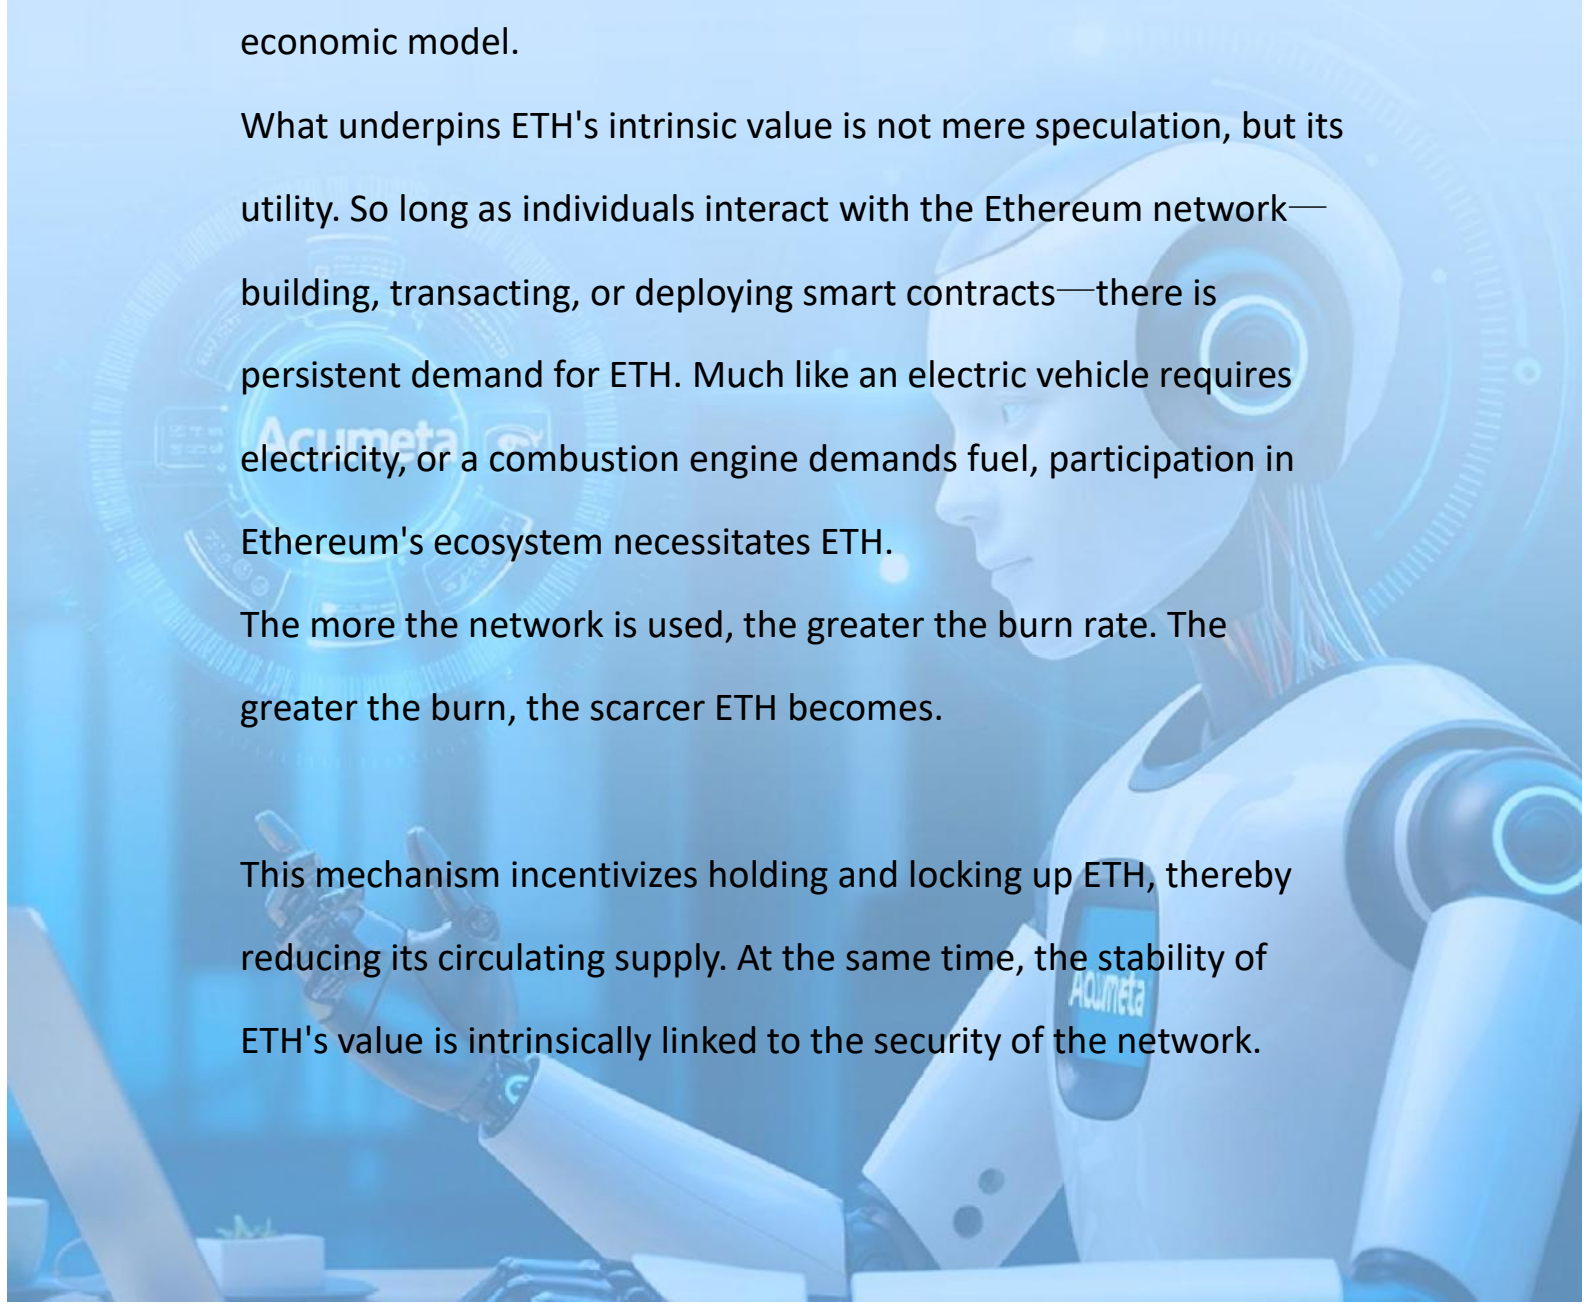 economic model.
What underpins ETH's intrinsic value is not mere speculation, but its
utility. So long as individuals interact with the Ethereum network—
building, transacting, or deploying smart contracts—there is
persistent demand for ETH. Much like an electric vehicle requires
Acumeta
electricity, or a combustion engine demands fuel, participation in
Ethereum's ecosystem necessitates ETH.
The more the network is used, the greater the burn rate. The
greater the burn, the scarcer ETH becomes.
This mechanism incentivizes holding and locking up ETH, thereby
reducing its circulating supply. At the same time, the stability of
Acumeta
ETH's value is intrinsically linked to the security of the network.